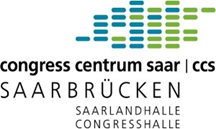 congress centrum saar | ccs
SAARBRÜCKEN
SAARLANDHALLE
CONGRESSHALLE